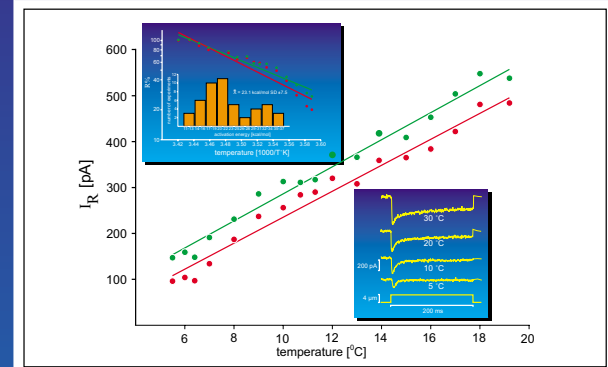 I_R [pA]
600
500
400
300
200
100
6
8
10
12
14
16
18
20
temperature [°C]
R%
100
80
60
40
20
10
number of experiments
E = 23.1 kcal/mol SD ±7.5
activation energy [kcal/mol]
3.42
3.44
3.46
3.48
3.50
3.52
3.54
3.56
3.58
3.60
temperature [1000/T°K]
30 °C
20 °C
200 pA
10 °C
5 °C
4 µm
200 ms